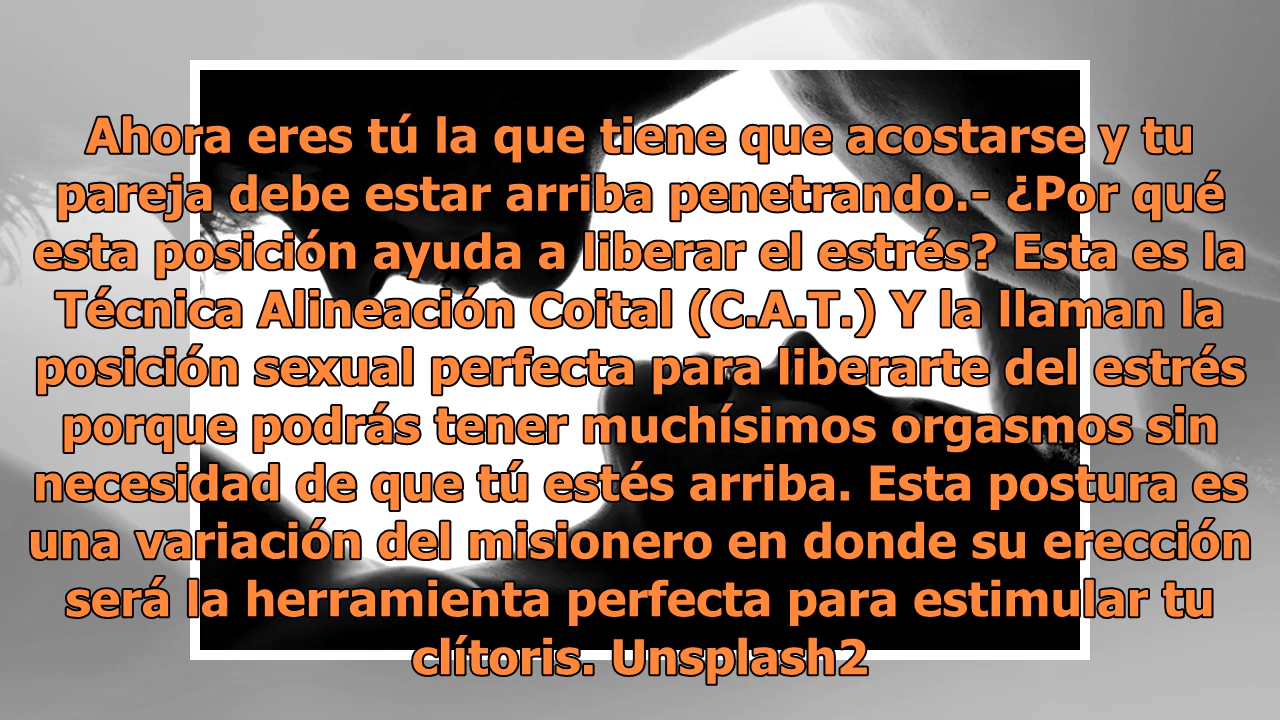 Ahora eres tú la que tiene que acostarse y tu
pareja debe estar arriba penetrando.- ¿Por qué
esta posición ayuda a liberar el estrés? Esta es la
Técnica Alineación Coital (C.A.T.) Y la llaman la
posición sexual perfecta para liberarte del estrés
porque podrás tener muchísimos orgasmos sin
necesidad de que tú estés arriba. Esta postura es
una variación del misionero en donde su erección
será la herramienta perfecta para estimular tu
clítoris. Unsplash2